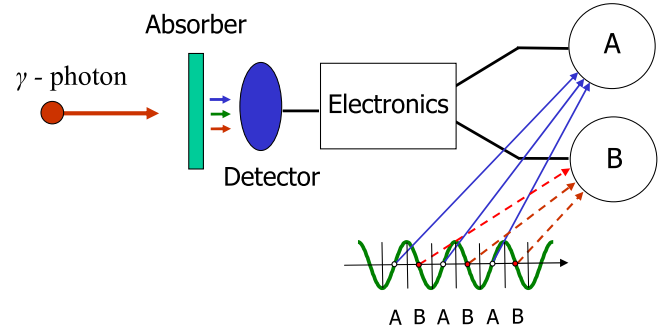 Absorber
γ - photon
A
Electronics
B
Detector
A B A B A B